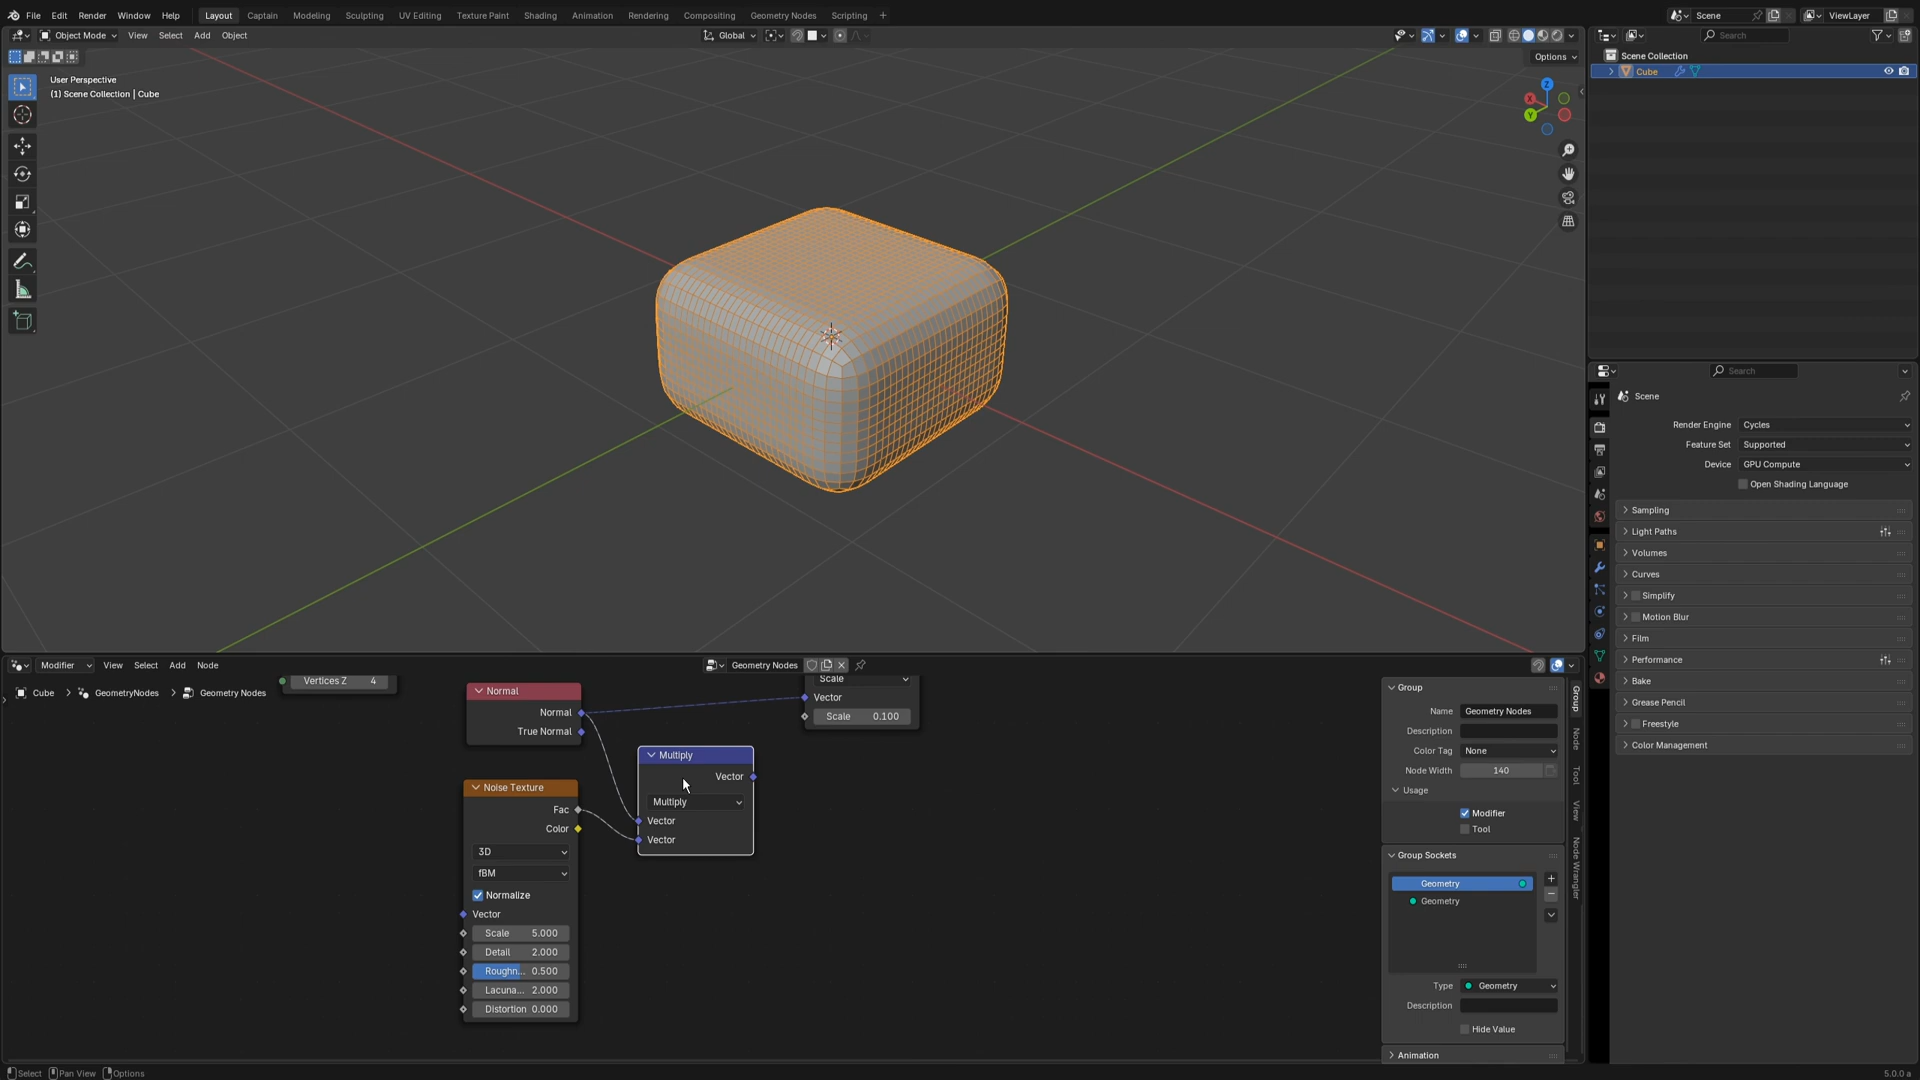 File Edit Render Window Help Layout Captain Modeling Sculpting UV Editing Texture Paint Shading Animation Rendering Compositing Geometry Nodes Scripting + Scene ViewLayer
Object Mode View Select Add Object Global Search
Options
User Perspective
(1) Scene Collection | Cube
Z
X
Y
Scene Collection
Cube
Search
Scene
Render Engine Cycles
Feature Set Supported
Device GPU Compute
Open Shading Language
Sampling
Light Paths
Volumes
Curves
Simplify
Motion Blur
Film
Performance
Bake
Grease Pencil
Freestyle
Color Management
Modifier View Select Add Node Geometry Nodes
Cube > GeometryNodes > Geometry Nodes
Vertices Z 4
Normal
Normal
True Normal
Scale
Vector
Scale 0.100
Multiply
Vector
Multiply
Vector
Vector
Noise Texture
Fac
Color
3D
fBM
Normalize
Vector
Scale 5.000
Detail 2.000
Roughn... 0.500
Lacuna... 2.000
Distortion 0.000
Group
Name Geometry Nodes
Description
Color Tag None
Node Width 140
Usage
Modifier
Tool
Group Sockets
Geometry
Geometry
Type Geometry
Description
Hide Value
Animation
Group
Node
Tool
View
Node Wrangler
Select Pan View Options 5.0.0 a